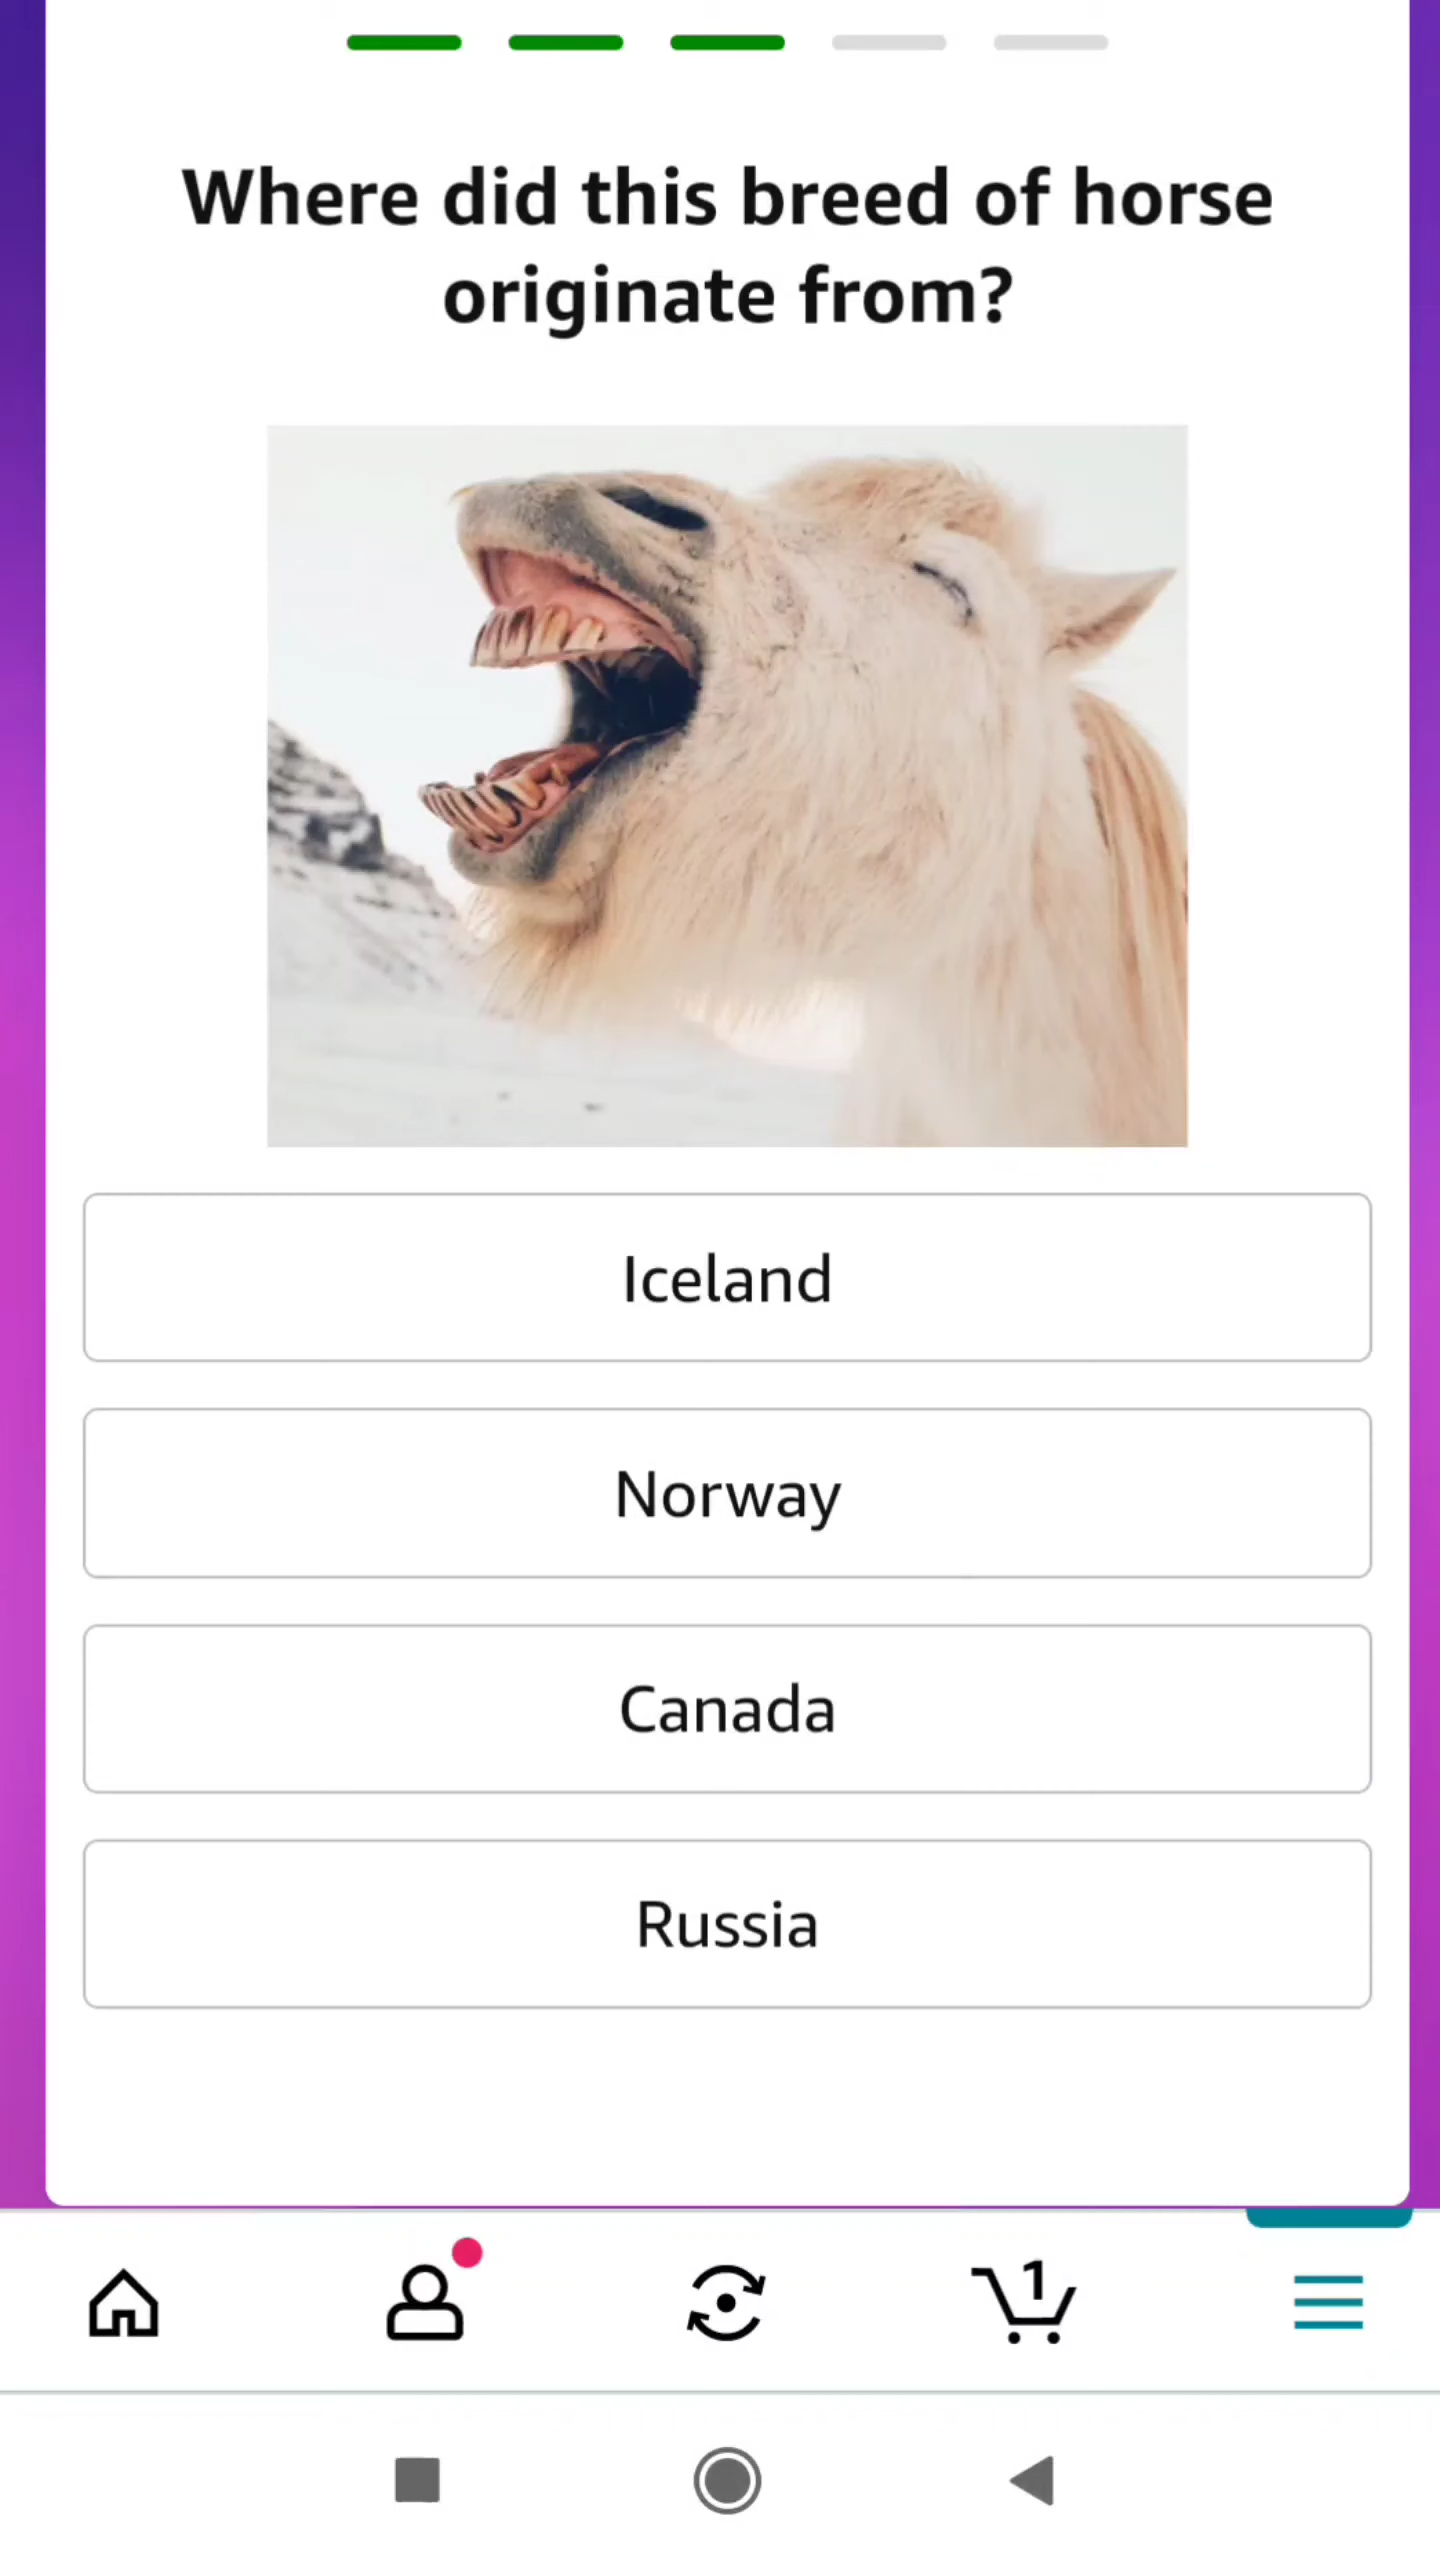 Where did this breed of horse
originate from?
Iceland
Norway
Canada
Russia
1